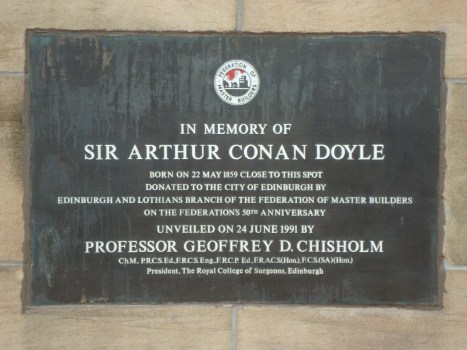 FEDERATION OF
MASTER BUILDERS
IN MEMORY OF
SIR ARTHUR CONAN DOYLE
BORN ON 22 MAY 1859 CLOSE TO THIS SPOT
DONATED TO THE CITY OF EDINBURGH BY
EDINBURGH AND LOTHIANS BRANCH OF THE FEDERATION OF MASTER BUILDERS
ON THE FEDERATION'S 50TH ANNIVERSARY
UNVEILED ON 24 JUNE 1991 BY
PROFESSOR GEOFFREY D. CHISHOLM
Ch.M., P.R.C.S.Ed., F.R.C.S. Eng., F.R.C.P. Ed., F.R.A.C.S(Hon.), F.C.S.(SA)(Hon.)
President, The Royal College of Surgeons, Edinburgh